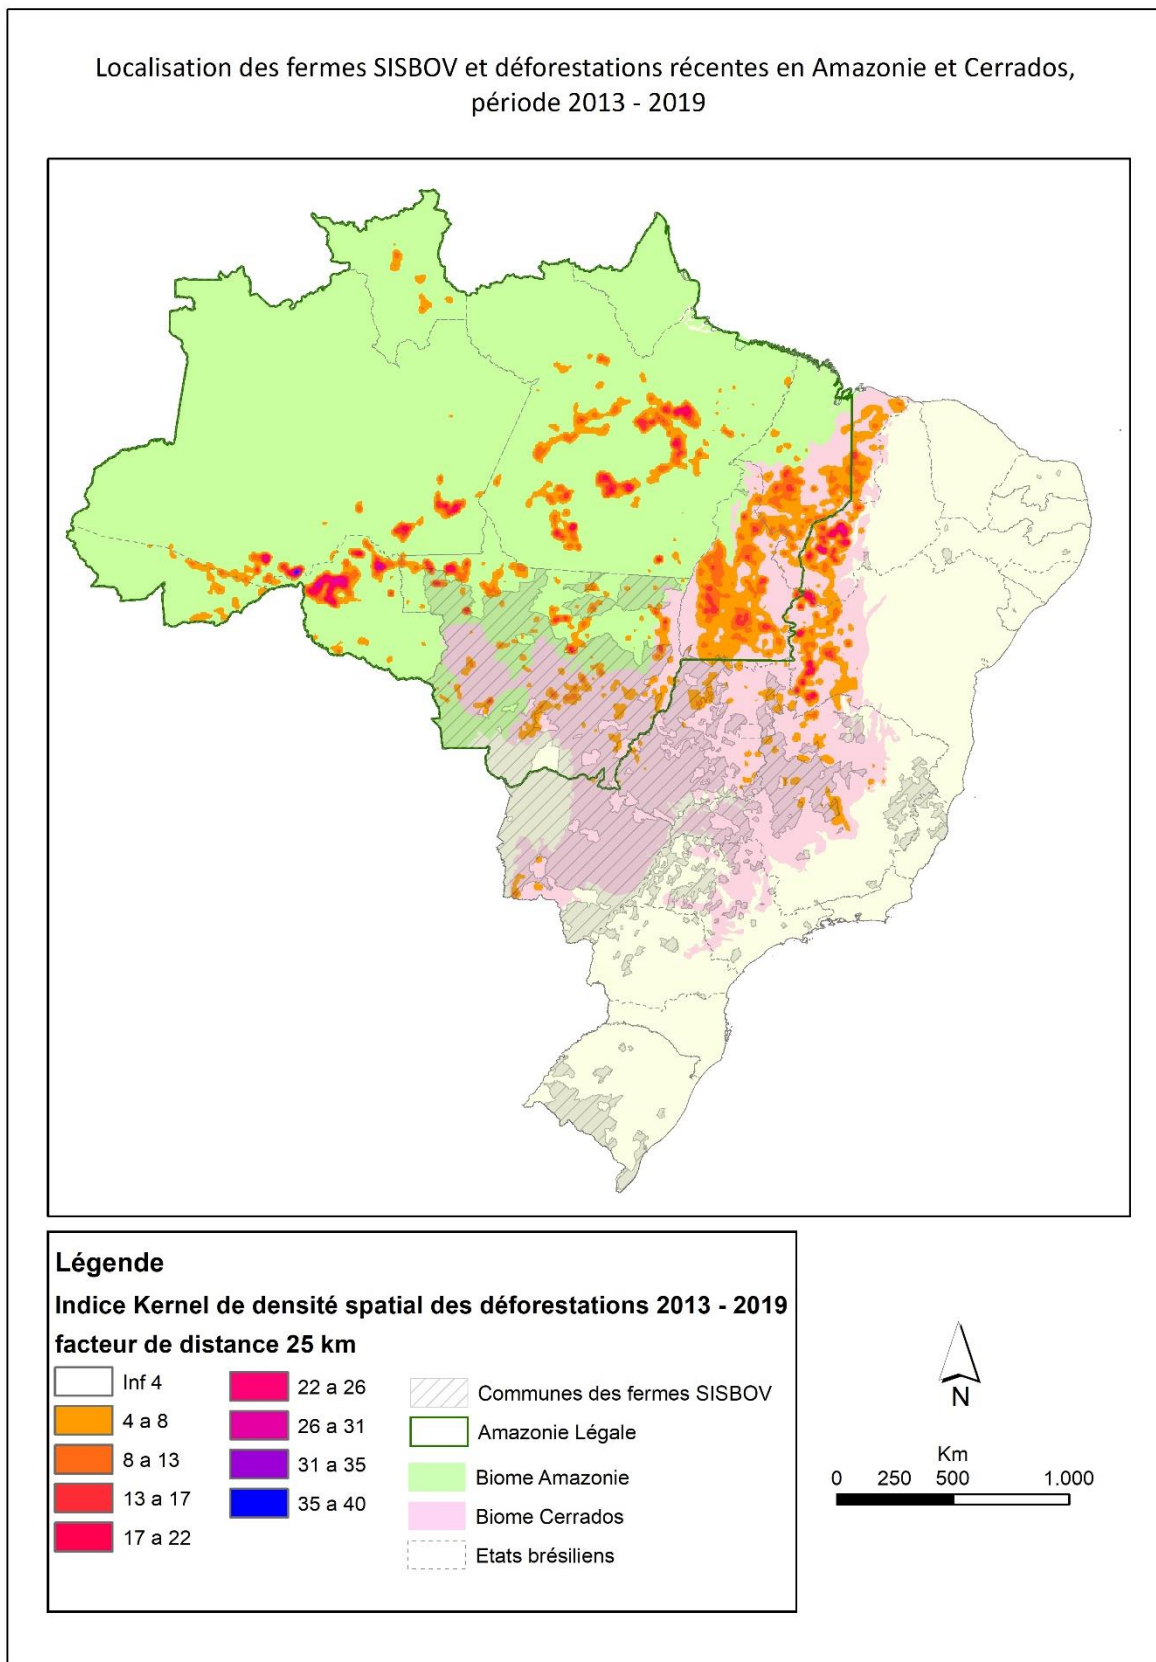 Localisation des fermes SISBOV et déforestations récentes en Amazonie et Cerrados,
période 2013 - 2019
Légende
Indice Kernel de densité spatial des déforestations 2013 - 2019
facteur de distance 25 km
Inf 4
4 a 8
8 a 13
13 a 17
17 a 22
22 a 26
26 a 31
31 a 35
35 a 40
Communes des fermes SISBOV
Amazonie Légale
Biome Amazonie
Biome Cerrados
Etats brésiliens
N
Km
0 250 500 1.000